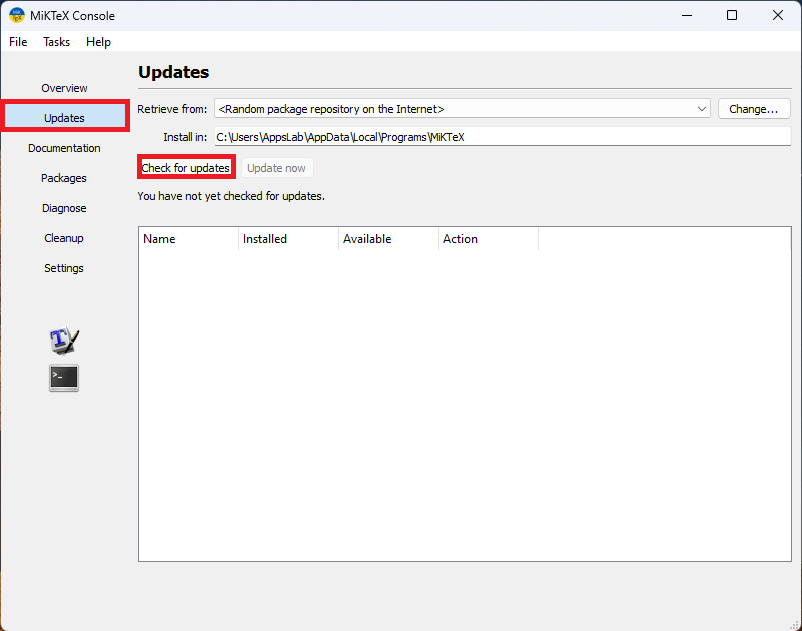 MiKTeX Console
File Tasks Help
Overview
Updates
Documentation
Packages
Diagnose
Cleanup
Settings
Updates
Retrieve from: <Random package repository on the Internet> Change...
Install in: C:\Users\AppsLab\AppData\Local\Programs\MiKTeX
Check for updates Update now
You have not yet checked for updates.
Name Installed Available Action